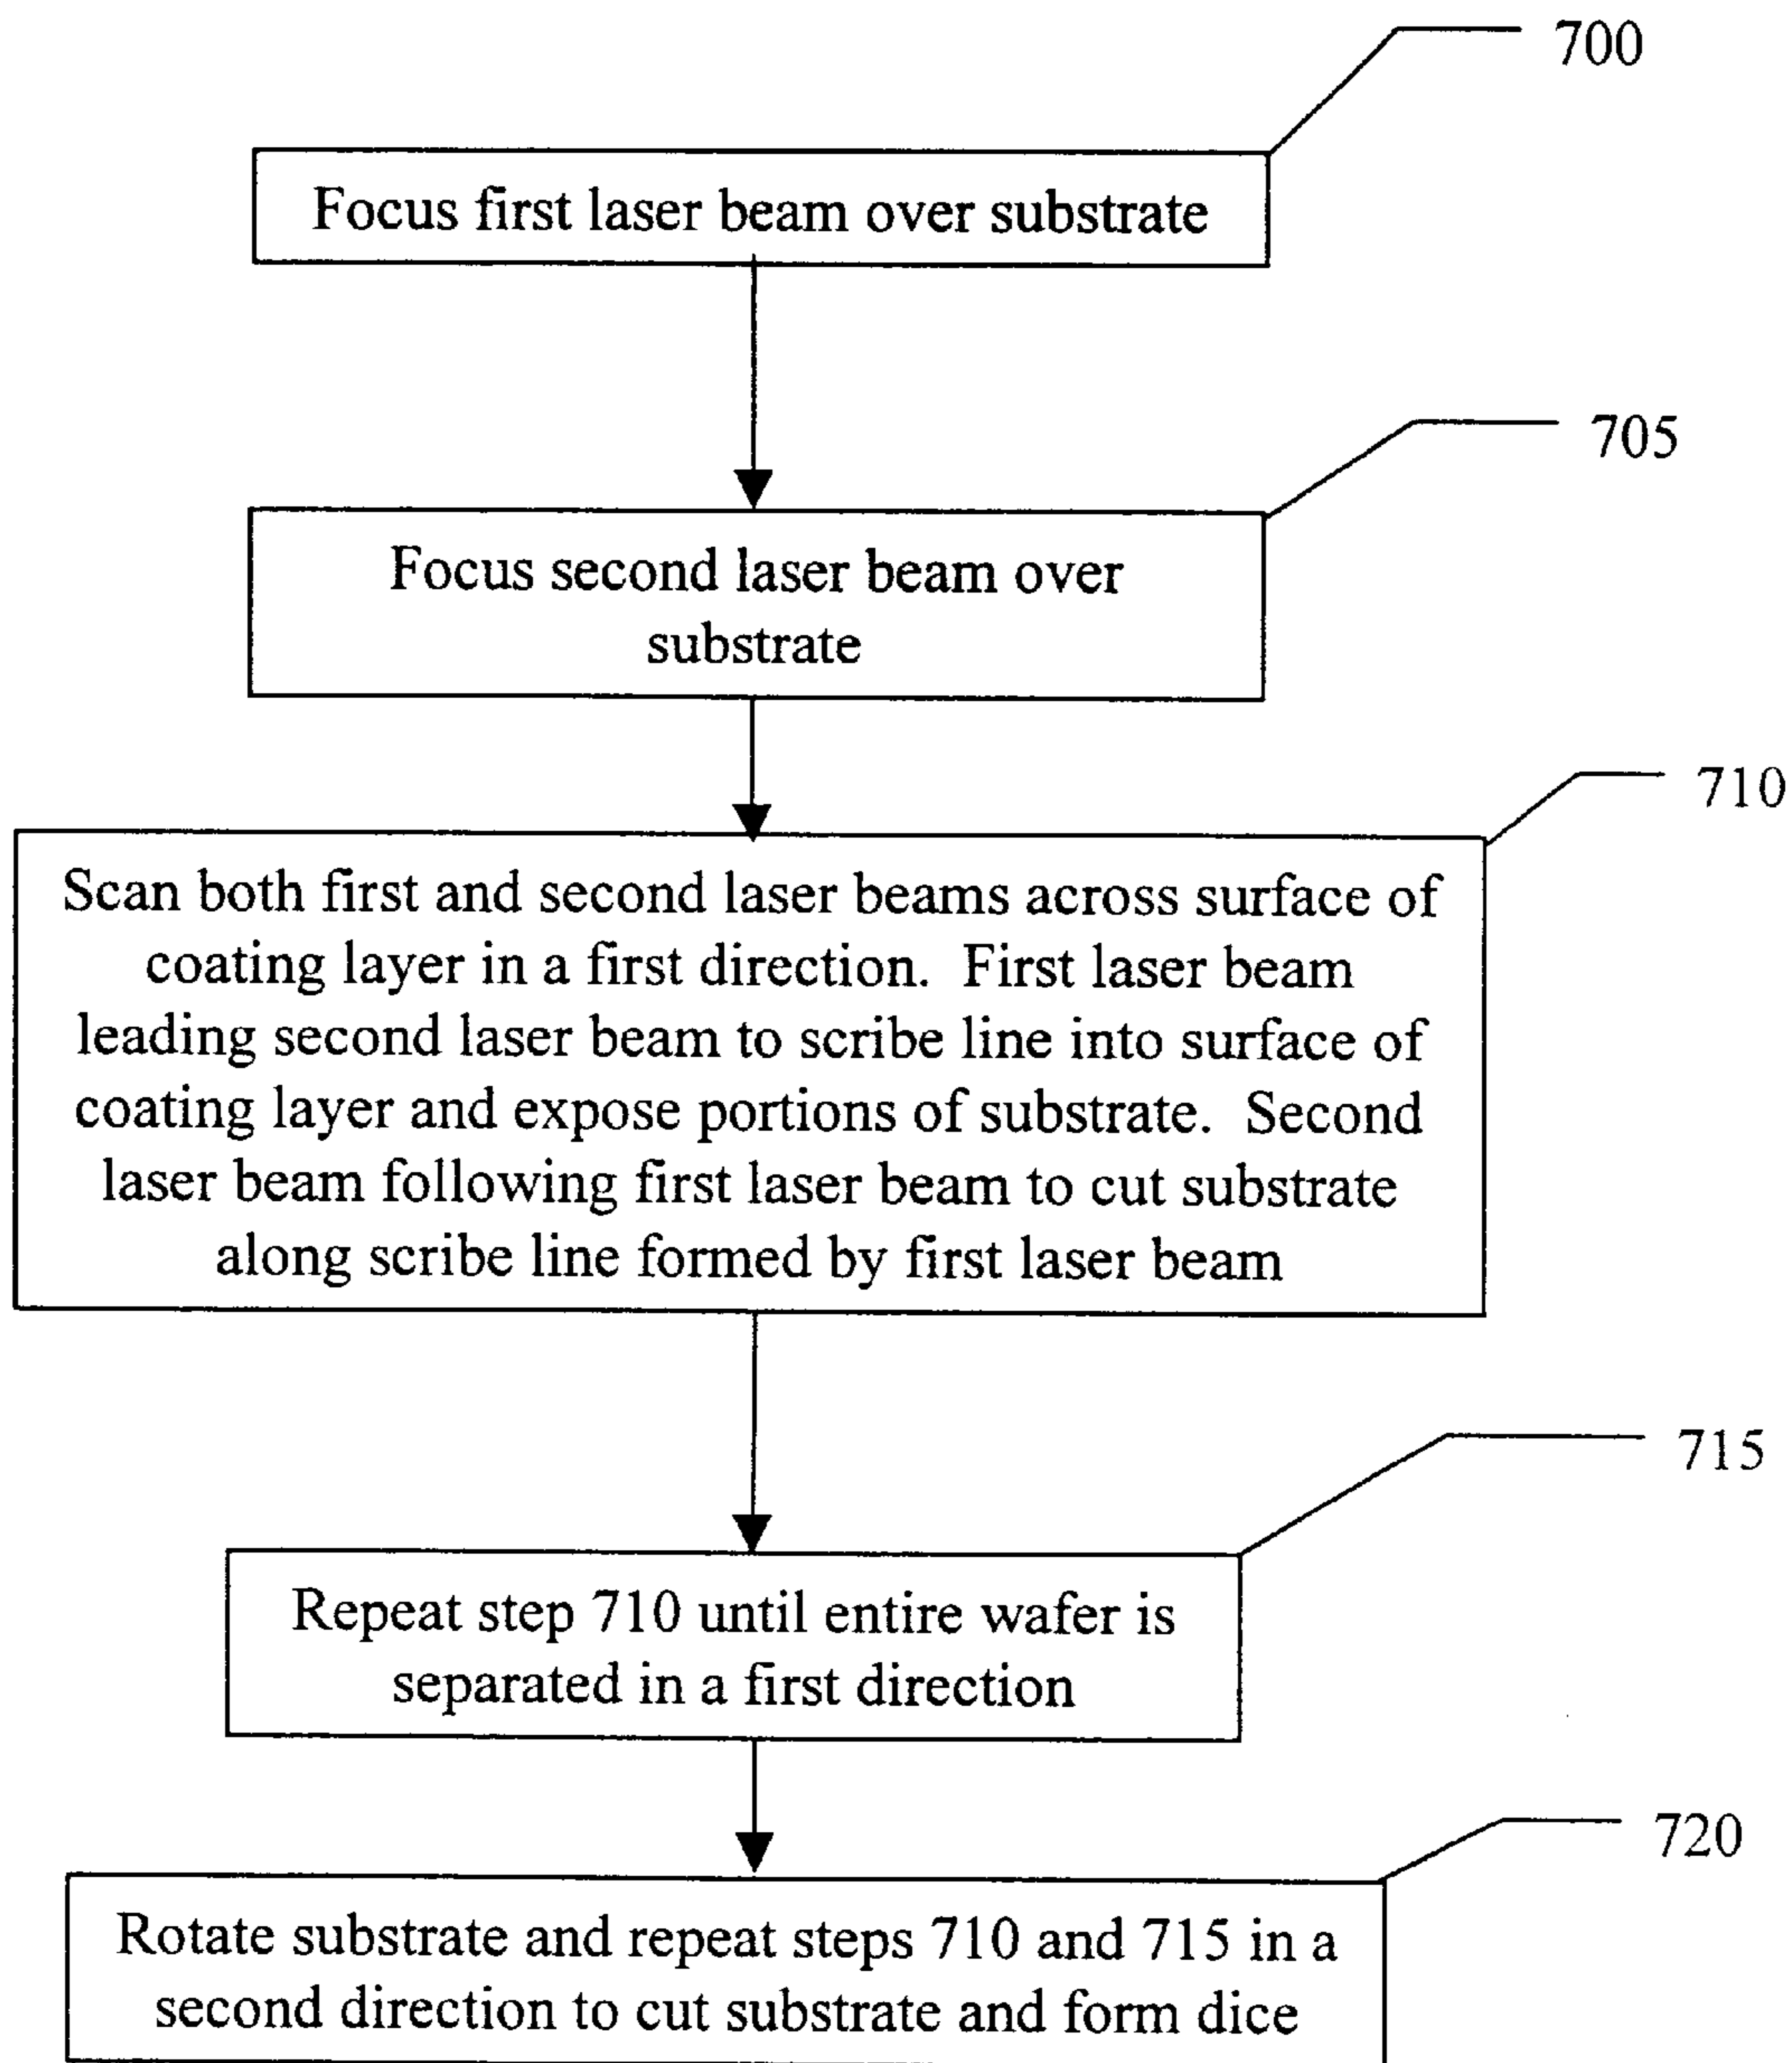 700
Focus first laser beam over substrate
705
Focus second laser beam over
substrate
710
Scan both first and second laser beams across surface of
coating layer in a first direction. First laser beam
leading second laser beam to scribe line into surface of
coating layer and expose portions of substrate. Second
laser beam following first laser beam to cut substrate
along scribe line formed by first laser beam
715
Repeat step 710 until entire wafer is
separated in a first direction
720
Rotate substrate and repeat steps 710 and 715 in a
second direction to cut substrate and form dice